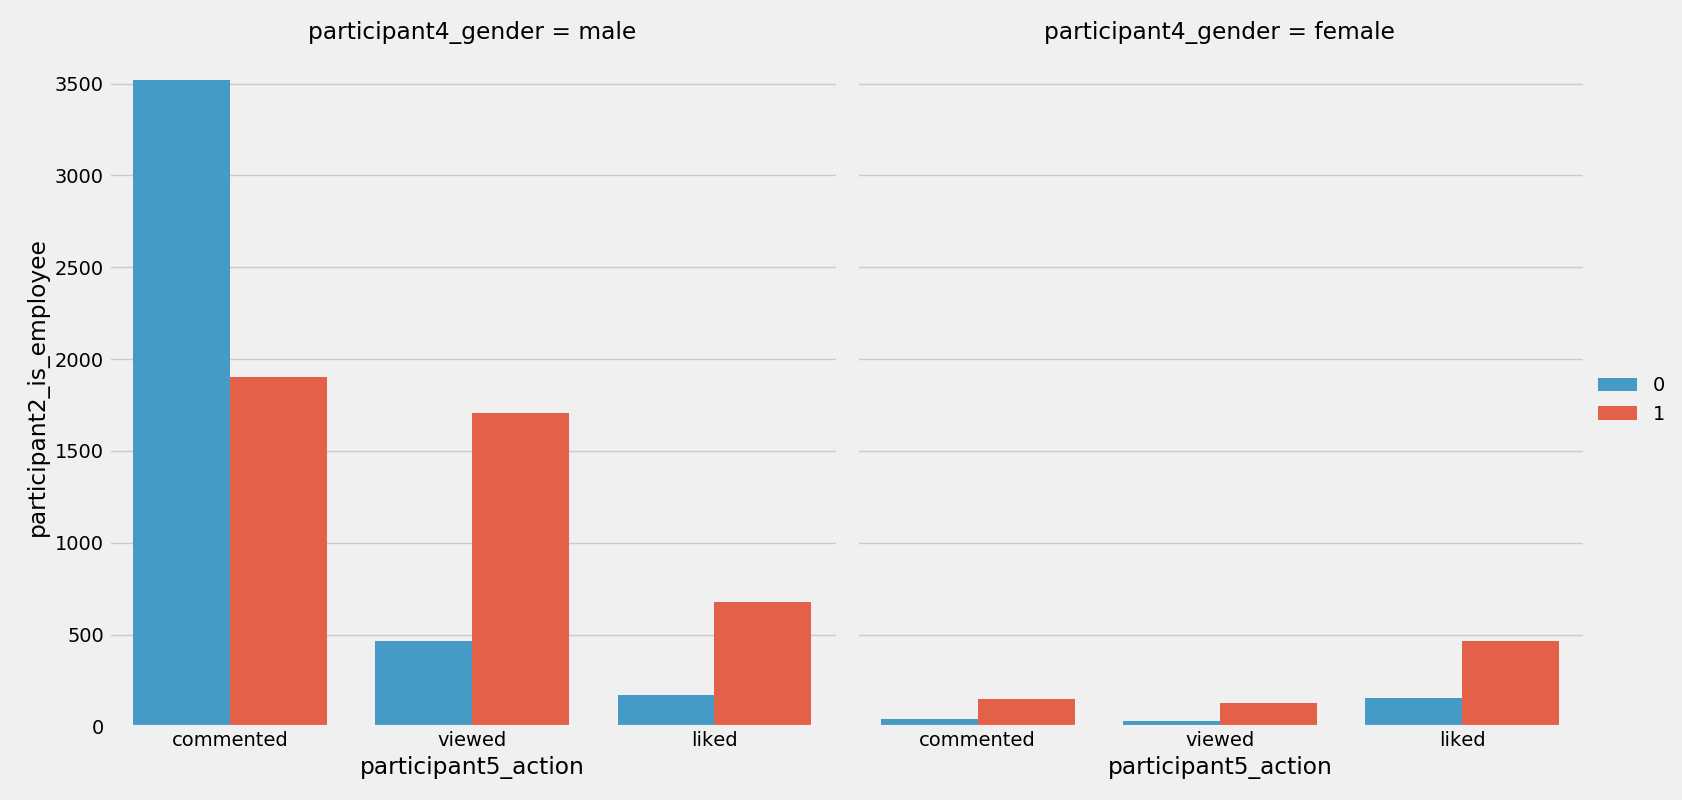 participant4_gender = male
participant4_gender = female
participant2_is_employee
3500
3000
2500
2000
1500
1000
500
0
commented viewed liked
participant5_action
commented viewed liked
participant5_action
0
1